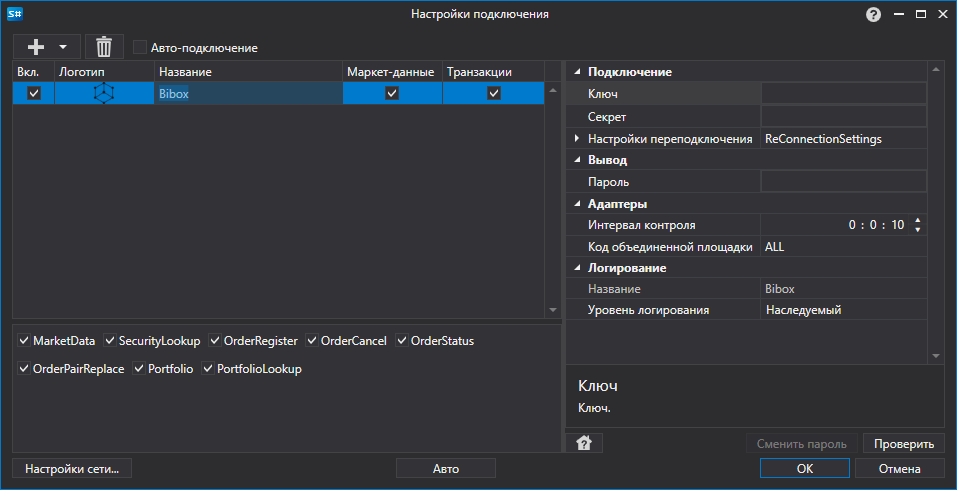 S# Настройки подключения ?
Авто-подключение
Вкл. Логотип Название Маркет-данные Транзакции
Bibox
MarketData SecurityLookup OrderRegister OrderCancel OrderStatus
OrderPairReplace Portfolio PortfolioLookup
Подключение
Ключ
Секрет
Настройки переподключения ReConnectionSettings
Вывод
Пароль
Адаптеры
Интервал контроля 0 : 0 : 10
Код объединенной площадки ALL
Логирование
Название Bibox
Уровень логирования Наследуемый
Ключ
Ключ.
? Сменить пароль Проверить
Настройки сети... Авто OK Отмена